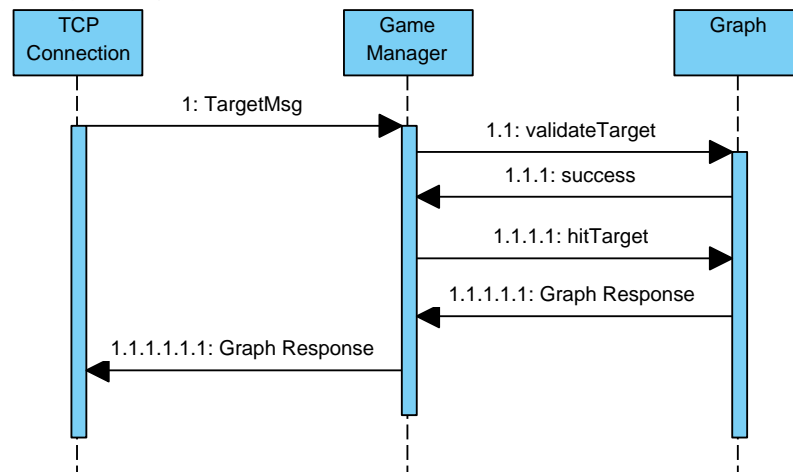 TCP
Connection
Game
Manager
Graph
1: TargetMsg
1.1: validateTarget
1.1.1: success
1.1.1.1: hitTarget
1.1.1.1.1: Graph Response
1.1.1.1.1.1: Graph Response